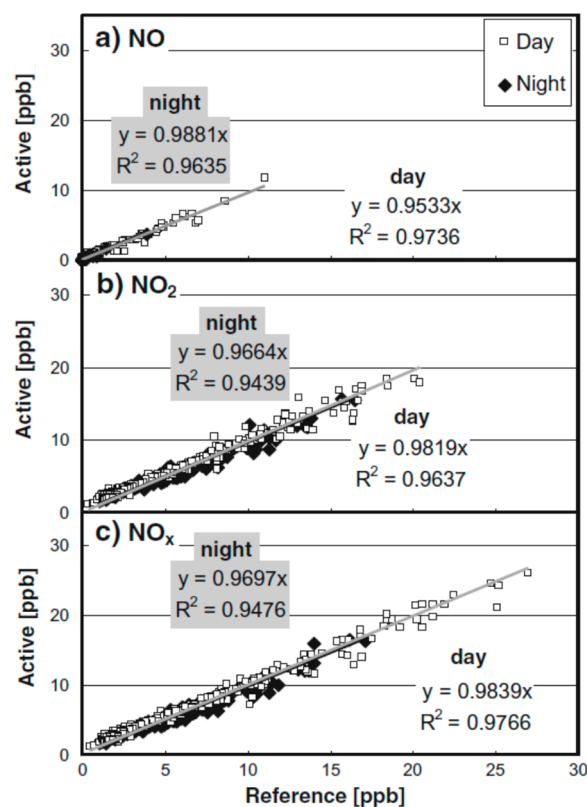 a) NO
Day
Night
night
y = 0.9881x
R² = 0.9635
day
y = 0.9533x
R² = 0.9736
Active [ppb]
30
20
10
0
b) NO₂
night
y = 0.9664x
R² = 0.9439
day
y = 0.9819x
R² = 0.9637
Active [ppb]
30
20
10
0
c) NOₓ
night
y = 0.9697x
R² = 0.9476
day
y = 0.9839x
R² = 0.9766
Active [ppb]
30
20
10
0
0 5 10 15 20 25 30
Reference [ppb]